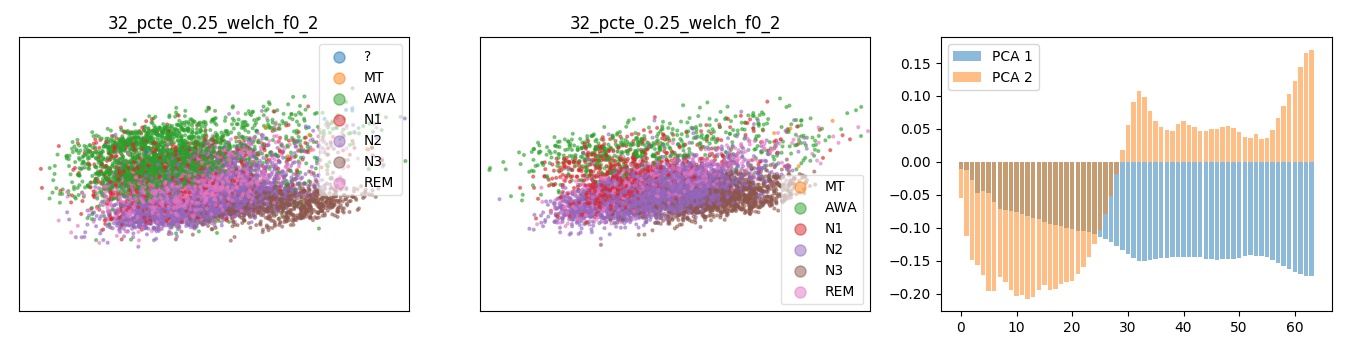 32_pcte_0.25_welch_f0_2
?
MT
AWA
N1
N2
N3
REM
32_pcte_0.25_welch_f0_2
MT
AWA
N1
N2
N3
REM
PCA 1
PCA 2
0.15
0.10
0.05
0.00
−0.05
−0.10
−0.15
−0.20
0 10 20 30 40 50 60